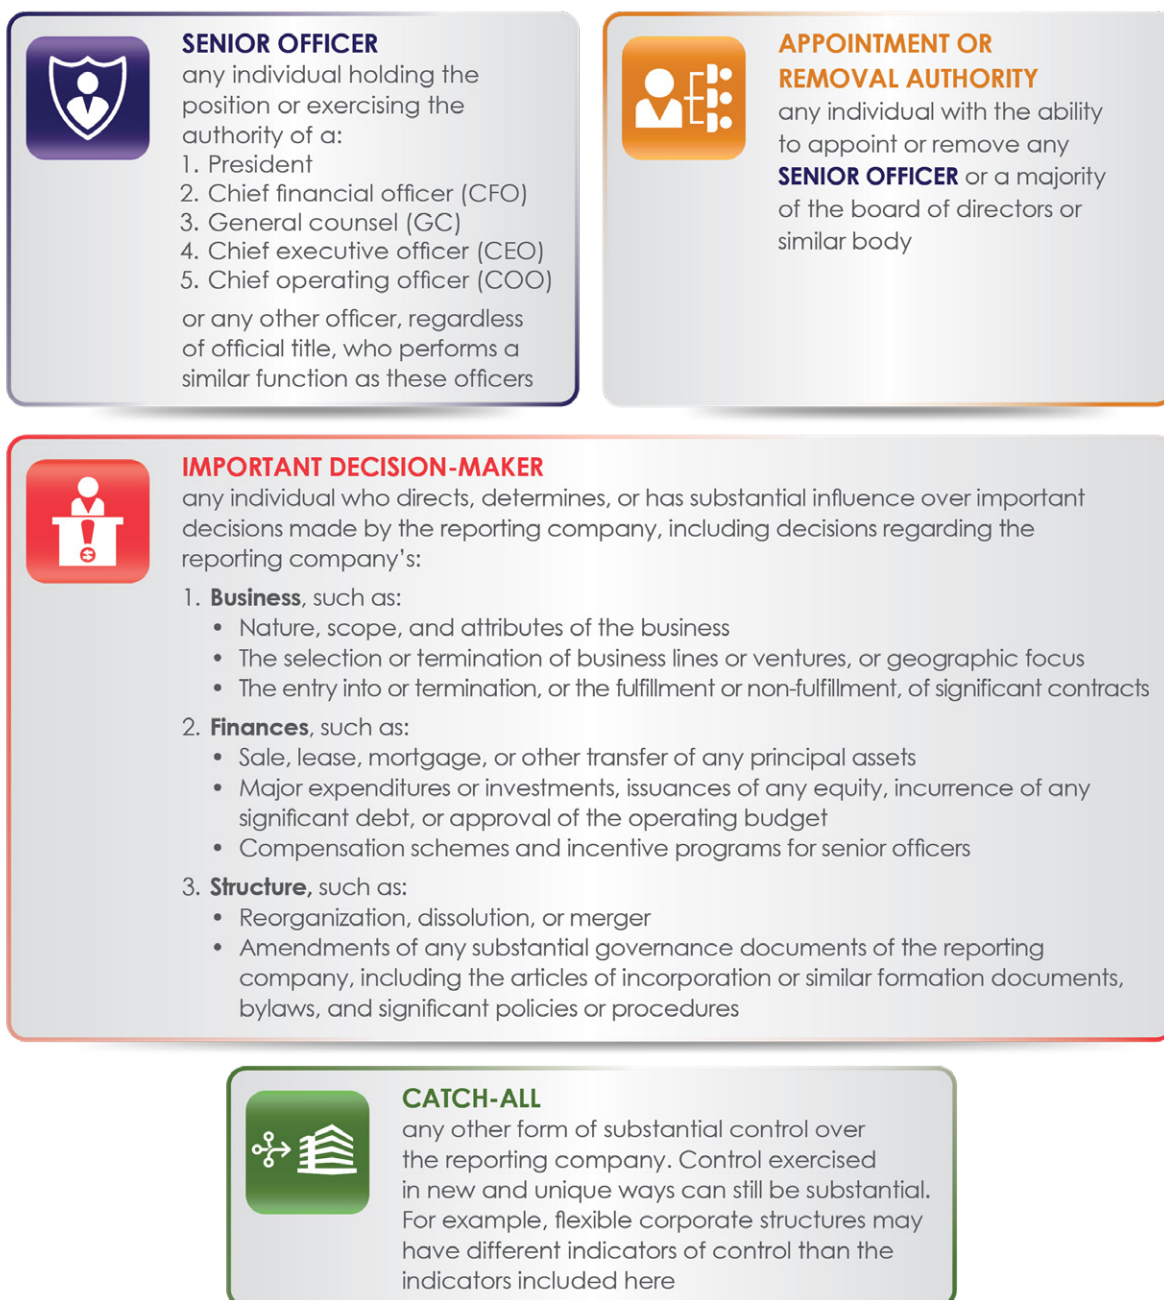 SENIOR OFFICER
any individual holding the
position or exercising the
authority of a:
1. President
2. Chief financial officer (CFO)
3. General counsel (GC)
4. Chief executive officer (CEO)
5. Chief operating officer (COO)
or any other officer, regardless
of official title, who performs a
similar function as these officers
APPOINTMENT OR
REMOVAL AUTHORITY
any individual with the ability
to appoint or remove any
SENIOR OFFICER or a majority
of the board of directors or
similar body
IMPORTANT DECISION-MAKER
any individual who directs, determines, or has substantial influence over important
decisions made by the reporting company, including decisions regarding the
reporting company’s:
1. Business, such as:
• Nature, scope, and attributes of the business
• The selection or termination of business lines or ventures, or geographic focus
• The entry into or termination, or the fulfillment or non-fulfillment, of significant contracts
2. Finances, such as:
• Sale, lease, mortgage, or other transfer of any principal assets
• Major expenditures or investments, issuances of any equity, incurrence of any
significant debt, or approval of the operating budget
• Compensation schemes and incentive programs for senior officers
3. Structure, such as:
• Reorganization, dissolution, or merger
• Amendments of any substantial governance documents of the reporting
company, including the articles of incorporation or similar formation documents,
bylaws, and significant policies or procedures
CATCH-ALL
any other form of substantial control over
the reporting company. Control exercised
in new and unique ways can still be substantial.
For example, flexible corporate structures may
have different indicators of control than the
indicators included here